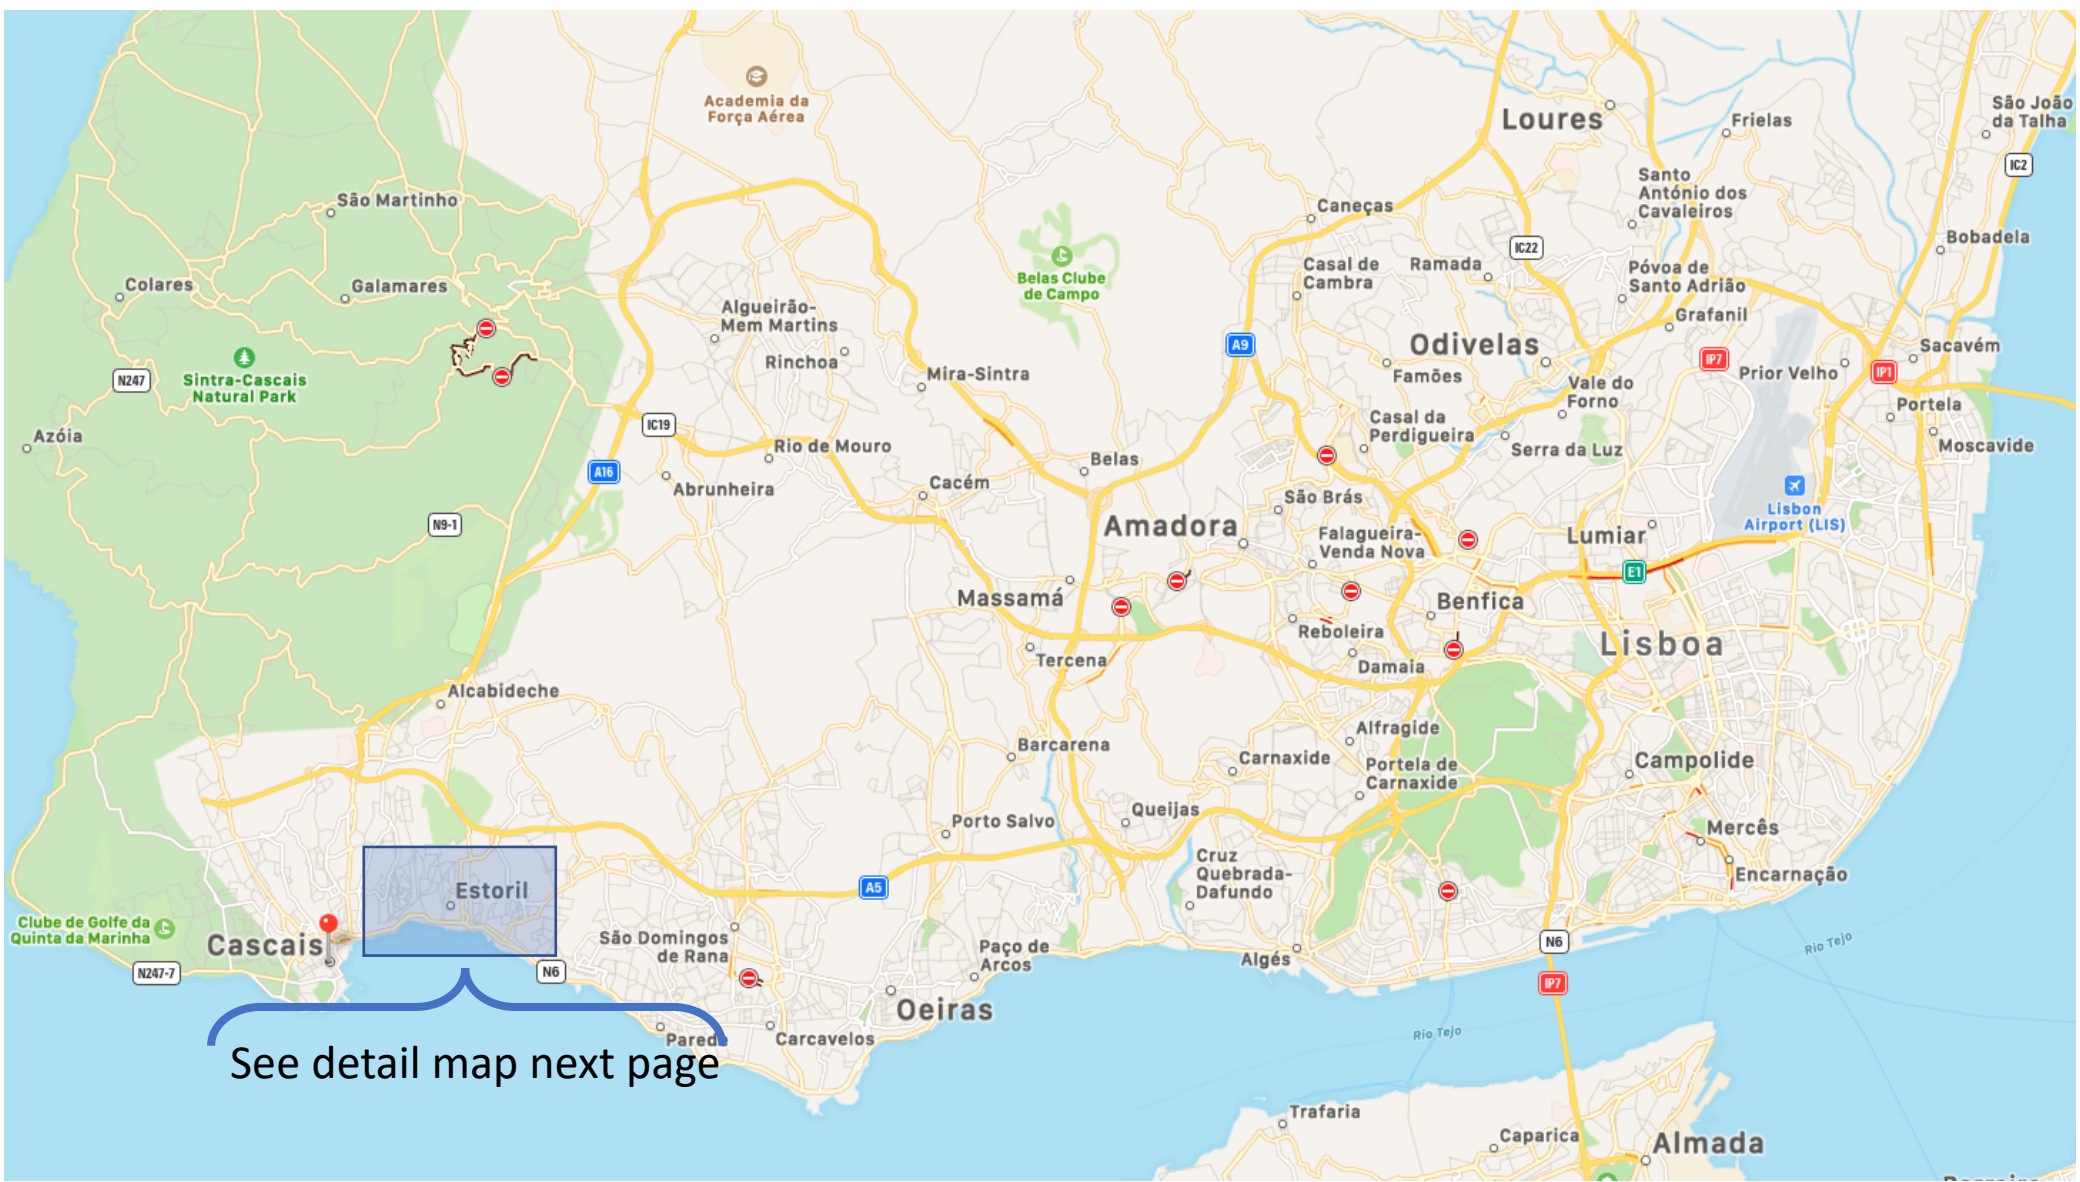 Academia da
Força Aérea
Loures
Frielas
São João
da Talha
IC2
Santo
António dos
Cavaleiros
São Martinho
Caneças
IC22
Bobadela
Belas Clube
de Campo
Casal de
Cambra
Ramada
Póvoa de
Santo Adrião
Colares
Galamares
Algueirão-
Mem Martins
Grafanil
A9
Odivelas
Sacavém
IP7
Prior Velho
IP1
Rinchoa
Mira-Sintra
Famões
N247
Sintra-Cascais
Natural Park
Vale do
Forno
Portela
Casal da
Perdigueira
IC19
Azóia
Rio de Mouro
Serra da Luz
Moscavide
Belas
A16
Abrunheira
Cacém
São Brás
Lisbon
Airport (LIS)
N9-1
Amadora
Falagueira-
Venda Nova
Lumiar
E1
Massamá
Benfica
Reboleira
Lisboa
Tercena
Damaia
Alcabideche
Alfragide
Barcarena
Carnaxide
Portela de
Carnaxide
Campolide
Queijas
Porto Salvo
Mercês
Cruz
Quebrada-
Dafundo
Encarnação
Estoril
A5
Clube de Golfe da
Quinta da Marinha
Cascais
São Domingos
de Rana
Paço de
Arcos
Algés
N6
Rio Tejo
N247-7
N6
IP7
Oeiras
Rio Tejo
Parede
Carcavelos
See detail map next page
Trafaria
Caparica
Almada